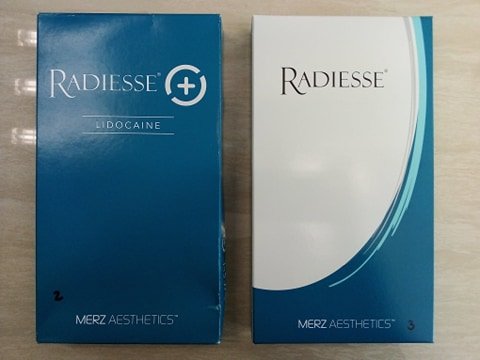 RADIESSE® +
LIDOCAINE
2
MERZ AESTHETICS™
RADIESSE®
MERZ AESTHETICS™ 3